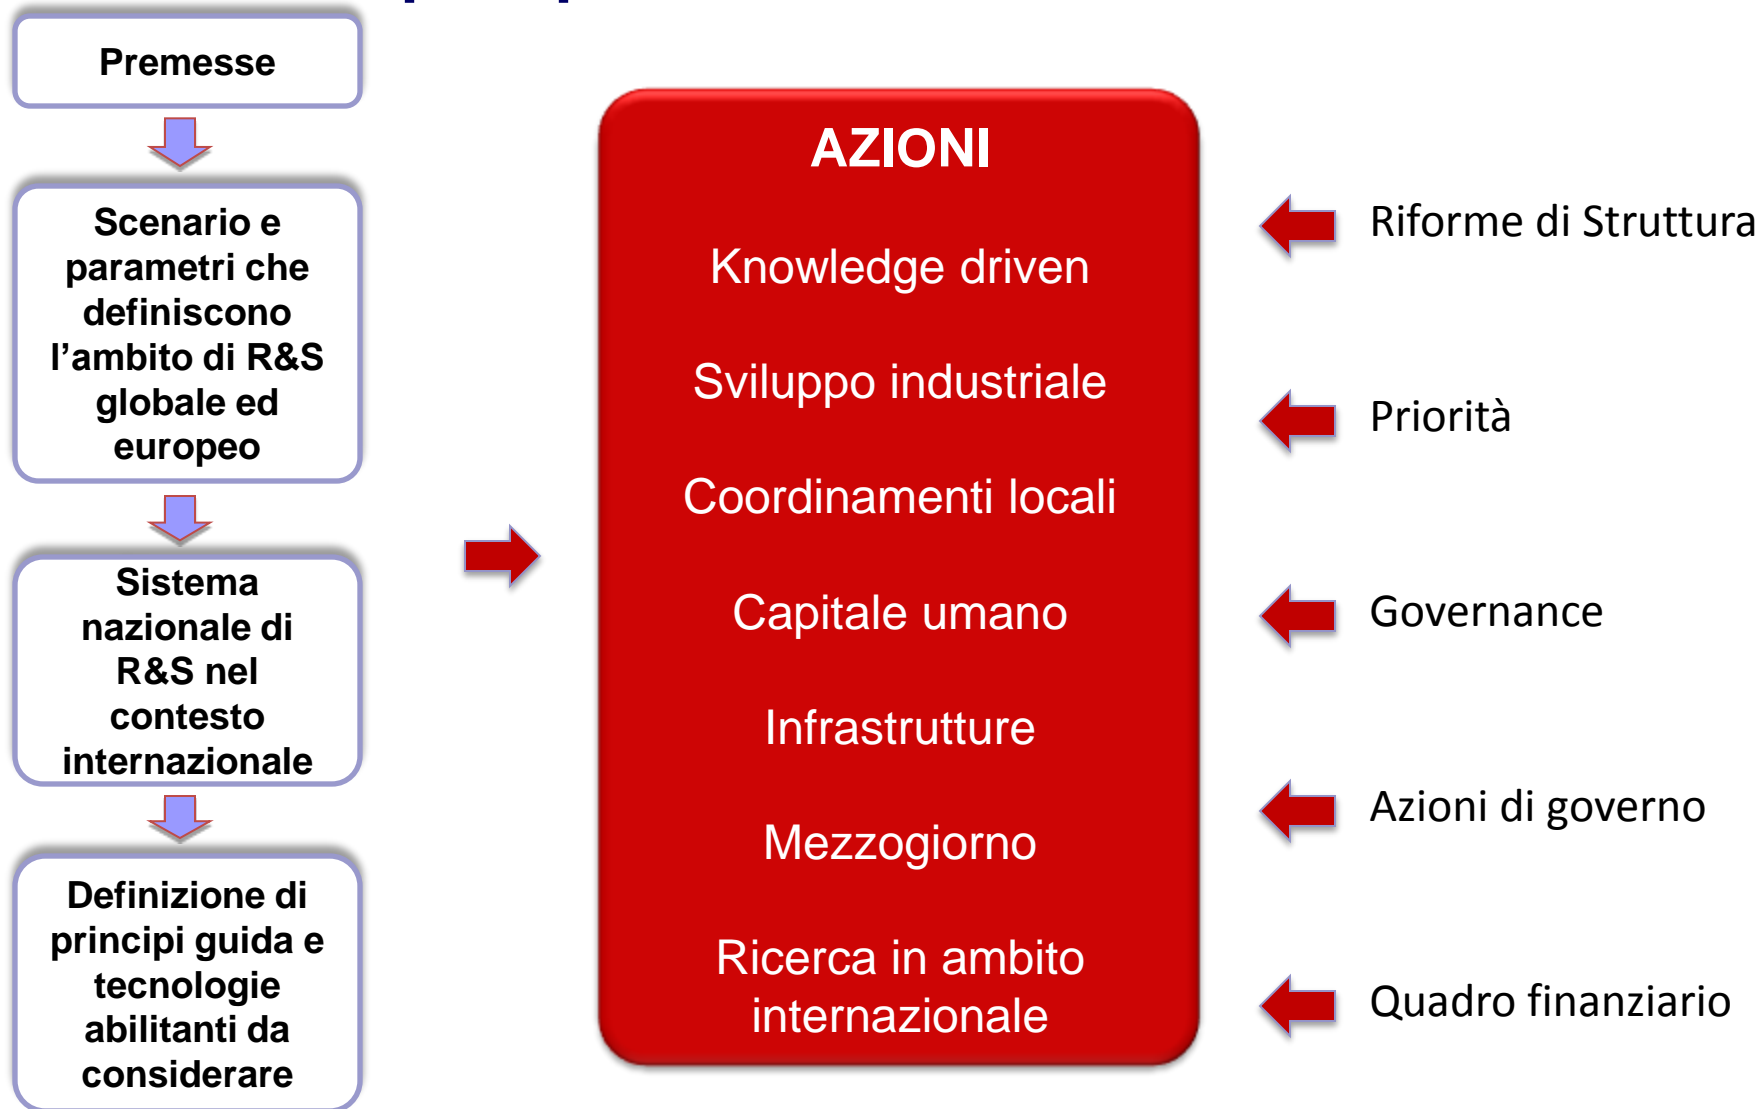 Premesse
Scenario e
parametri che
definiscono
l’ambito di R&S
globale ed
europeo
Sistema
nazionale di
R&S nel
contesto
internazionale
Definizione di
principi guida e
tecnologie
abilitanti da
considerare
AZIONI
Knowledge driven
Sviluppo industriale
Coordinamenti locali
Capitale umano
Infrastrutture
Mezzogiorno
Ricerca in ambito
internazionale
Riforme di Struttura
Priorità
Governance
Azioni di governo
Quadro finanziario